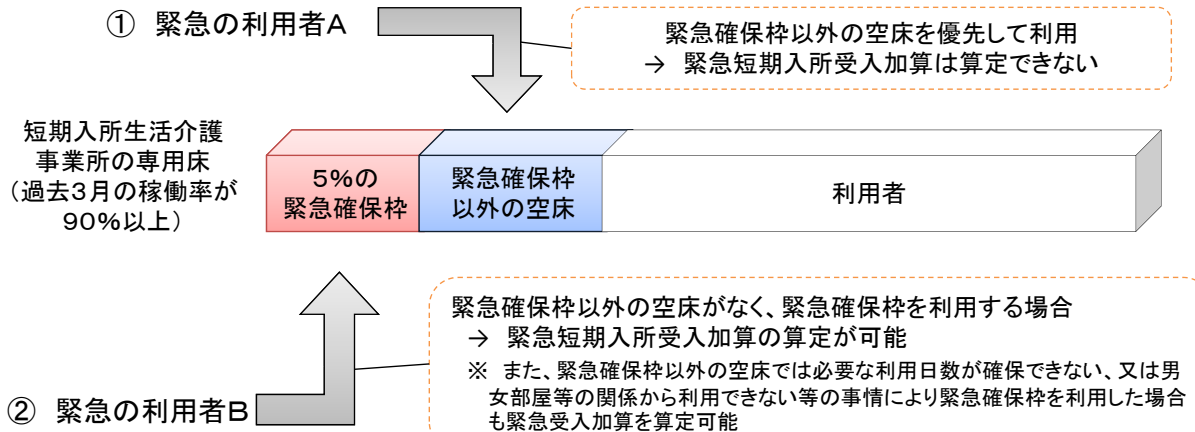 ① 緊急の利用者A
緊急確保枠以外の空床を優先して利用
→ 緊急短期入所受入加算は算定できない
短期入所生活介護
事業所の専用床
（過去3月の稼働率が
90%以上）
5%の
緊急確保枠
緊急確保枠
以外の空床
利用者
緊急確保枠以外の空床がなく、緊急確保枠を利用する場合
→ 緊急短期入所受入加算の算定が可能
※ また、緊急確保枠以外の空床では必要な利用日数が確保できない、又は男
女部屋等の関係から利用できない等の事情により緊急確保枠を利用した場合
も緊急受入加算を算定可能
② 緊急の利用者B